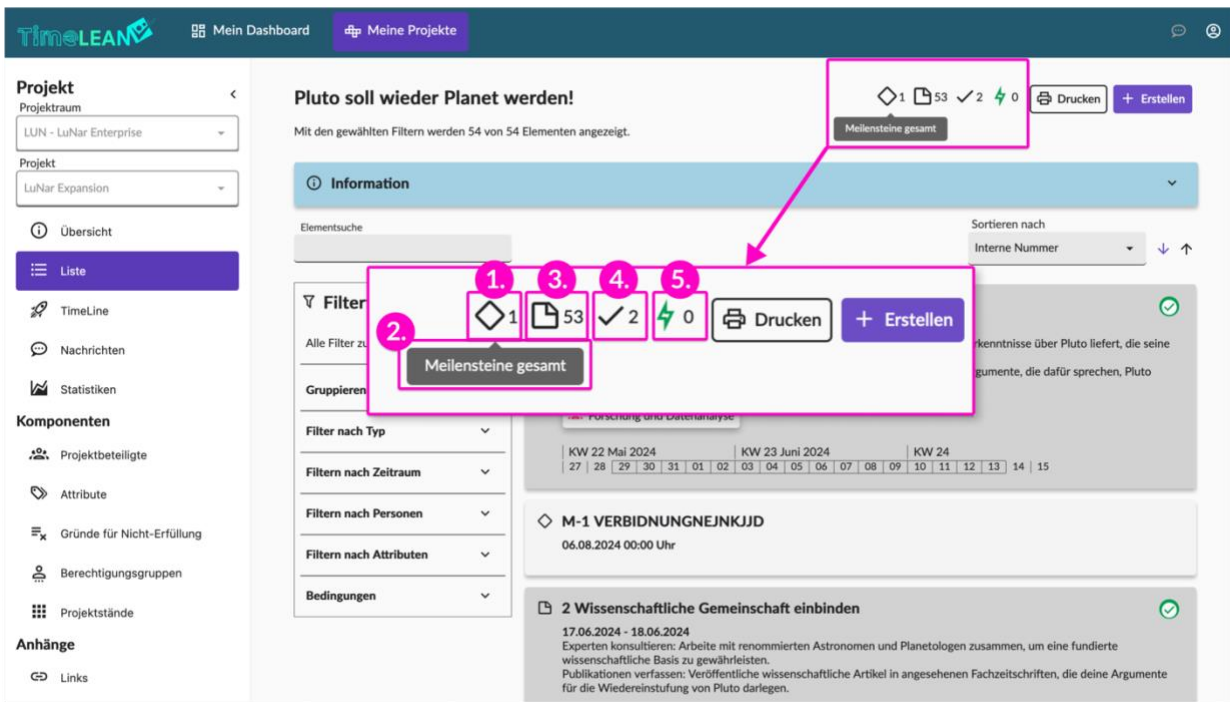 TimeLEAN
Mein Dashboard
Meine Projekte
Projekt
Projektraum
LUN - LuNar Enterprise
Projekt
LuNar Expansion
Übersicht
Liste
TimeLine
Nachrichten
Statistiken
Komponenten
Projektbeteiligte
Attribute
Gründe für Nicht-Erfüllung
Berechtigungsgruppen
Projektstände
Anhänge
Links
Pluto soll wieder Planet werden!
1 53 2 0
Drucken
+ Erstellen
Meilensteine gesamt
Mit den gewählten Filtern werden 54 von 54 Elementen angezeigt.
Information
Elementsuche
Sortieren nach
Interne Nummer
1. 3. 4. 5.
1 53 2 0
Drucken
+ Erstellen
2.
Meilensteine gesamt
Filter
Alle Filter
Gruppieren
Filter nach Typ
Filtern nach Zeitraum
Filtern nach Personen
Filtern nach Attributen
Bedingungen
über Pluto liefert, die seine
die dafür sprechen, Pluto
Forschung und Datenanalyse
KW 22 Mai 2024 KW 23 Juni 2024 KW 24
27 28 29 30 31 01 02 03 04 05 06 07 08 09 10 11 12 13 14 15
M-1 VERBIDNUNGNEJNKJJD
06.08.2024 00:00 Uhr
2 Wissenschaftliche Gemeinschaft einbinden
17.06.2024 - 18.06.2024
Experten konsultieren: Arbeite mit renommierten Astronomen und Planetologen zusammen, um eine fundierte
wissenschaftliche Basis zu gewährleisten.
Publikationen verfassen: Veröffentliche wissenschaftliche Artikel in angesehenen Fachzeitschriften, die deine Argumente
für die Wiedereinstufung von Pluto darlegen.